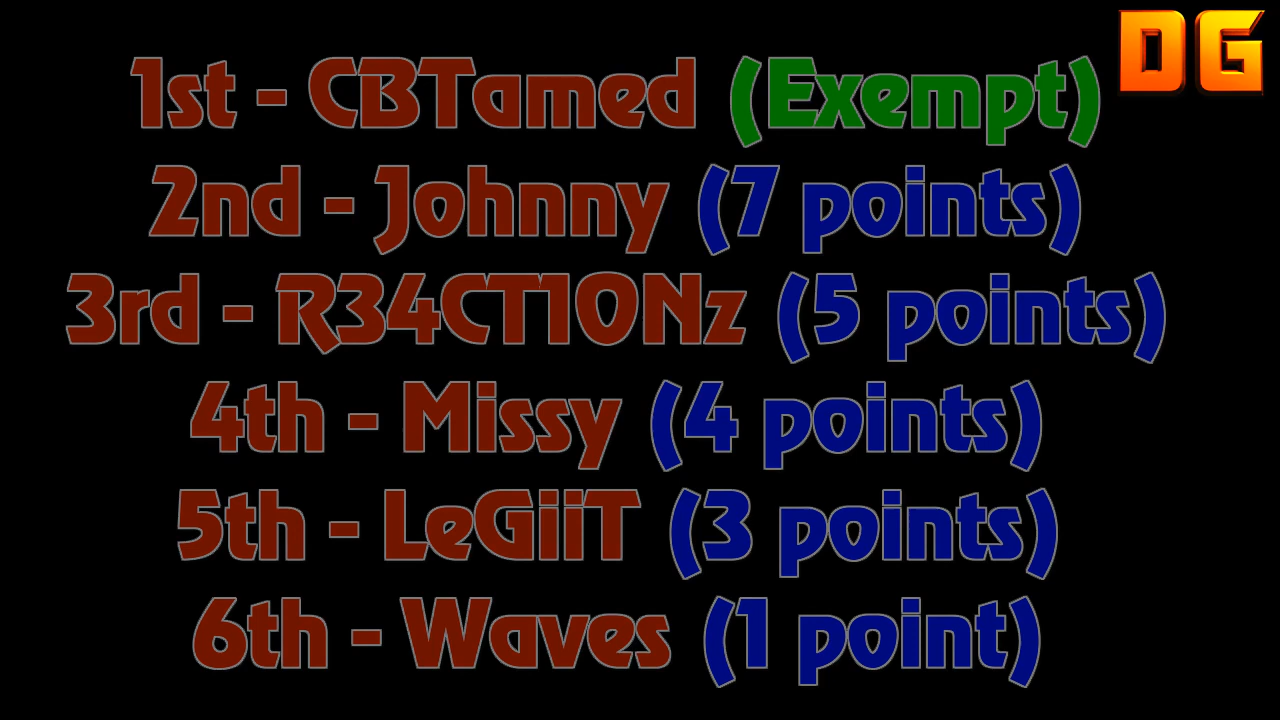 DG
1st - CBTamed (Exempt)
2nd - Johnny (7 points)
3rd - R34CT10Nz (5 points)
4th - Missy (4 points)
5th - LeGiiT (3 points)
6th - Waves (1 point)